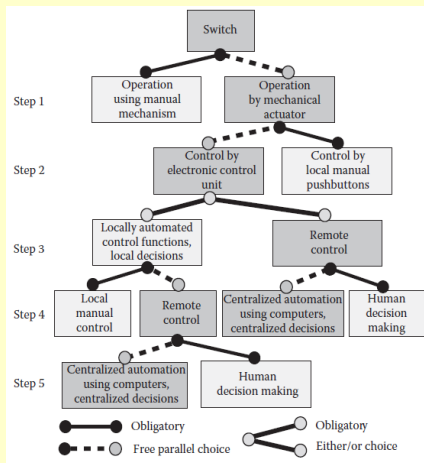 Switch
Step 1
Operation
using manual
mechanism
Operation
by mechanical
actuator
Step 2
Control by
electronic control
unit
Control by
local manual
pushbuttons
Step 3
Locally automated
control functions,
local decisions
Remote
control
Step 4
Local
manual
control
Remote
control
Centralized automation
using computers,
centralized decisions
Human
decision
making
Step 5
Centralized automation
using computers,
centralized decisions
Human
decision making
Obligatory
Free parallel choice
Obligatory
Either/or choice